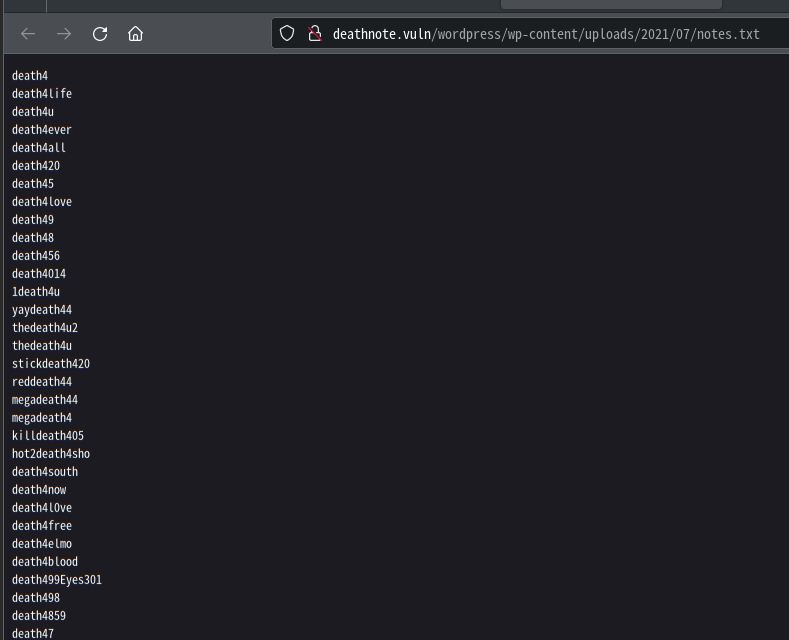 deathnote.vuln/wordpress/wp-content/uploads/2021/07/notes.txt
death4
death4life
death4u
death4ever
death4all
death420
death45
death4love
death49
death48
death456
death4014
1death4u
yaydeath44
thedeath4u2
thedeath4u
stickdeath420
reddeath44
megadeath44
megadeath4
killdeath405
hot2death4sho
death4south
death4now
death4l0ve
death4free
death4elmo
death4blood
death499Eyes301
death498
death4859
death47